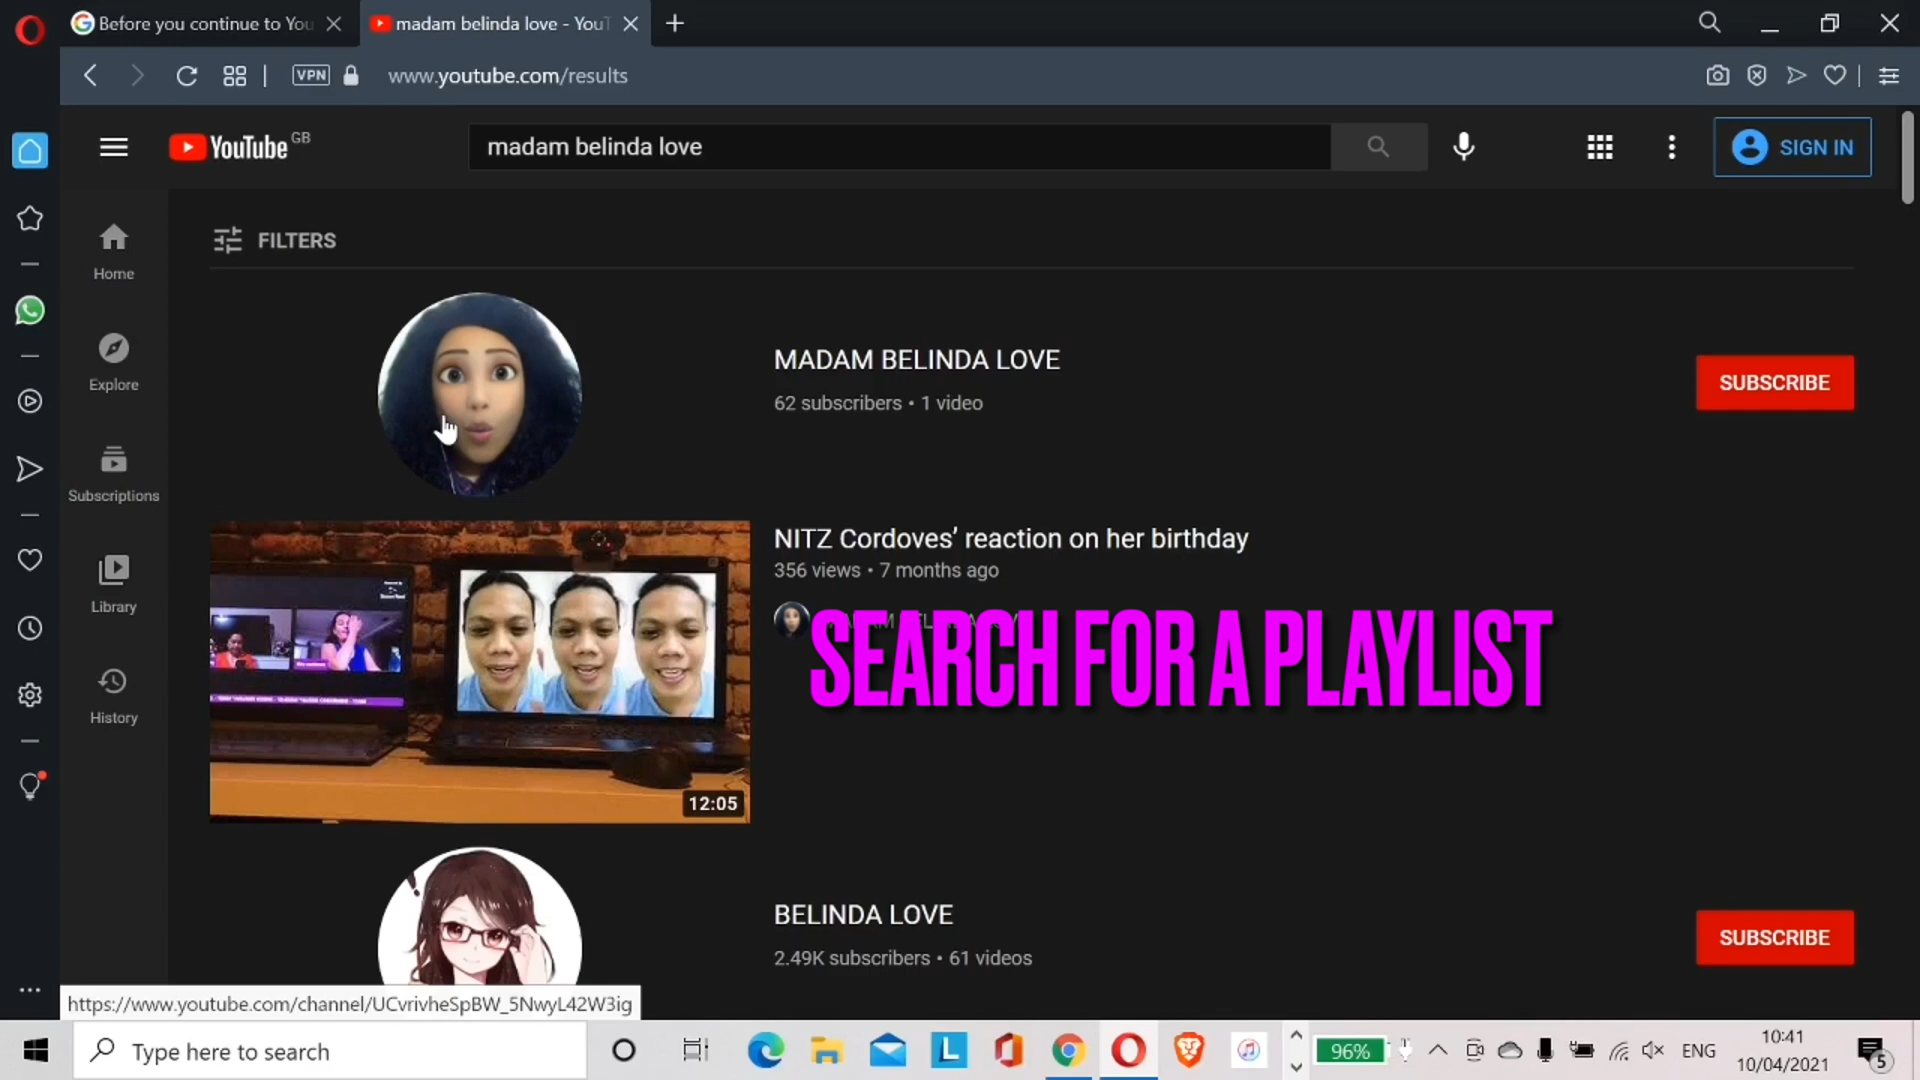 Before you continue to You
madam belinda love - YouT
VPN
www.youtube.com/results
YouTube GB
madam belinda love
SIGN IN
Home
Explore
Subscriptions
Library
History
FILTERS
MADAM BELINDA LOVE
62 subscribers • 1 video
SUBSCRIBE
NITZ Cordoves’ reaction on her birthday
356 views • 7 months ago
SEARCH FOR A PLAYLIST
12:05
BELINDA LOVE
2.49K subscribers • 61 videos
SUBSCRIBE
https://www.youtube.com/channel/UCvrivheSpBW_5NwyL42W3ig
Type here to search
L
96%
ENG
10:41
10/04/2021
5